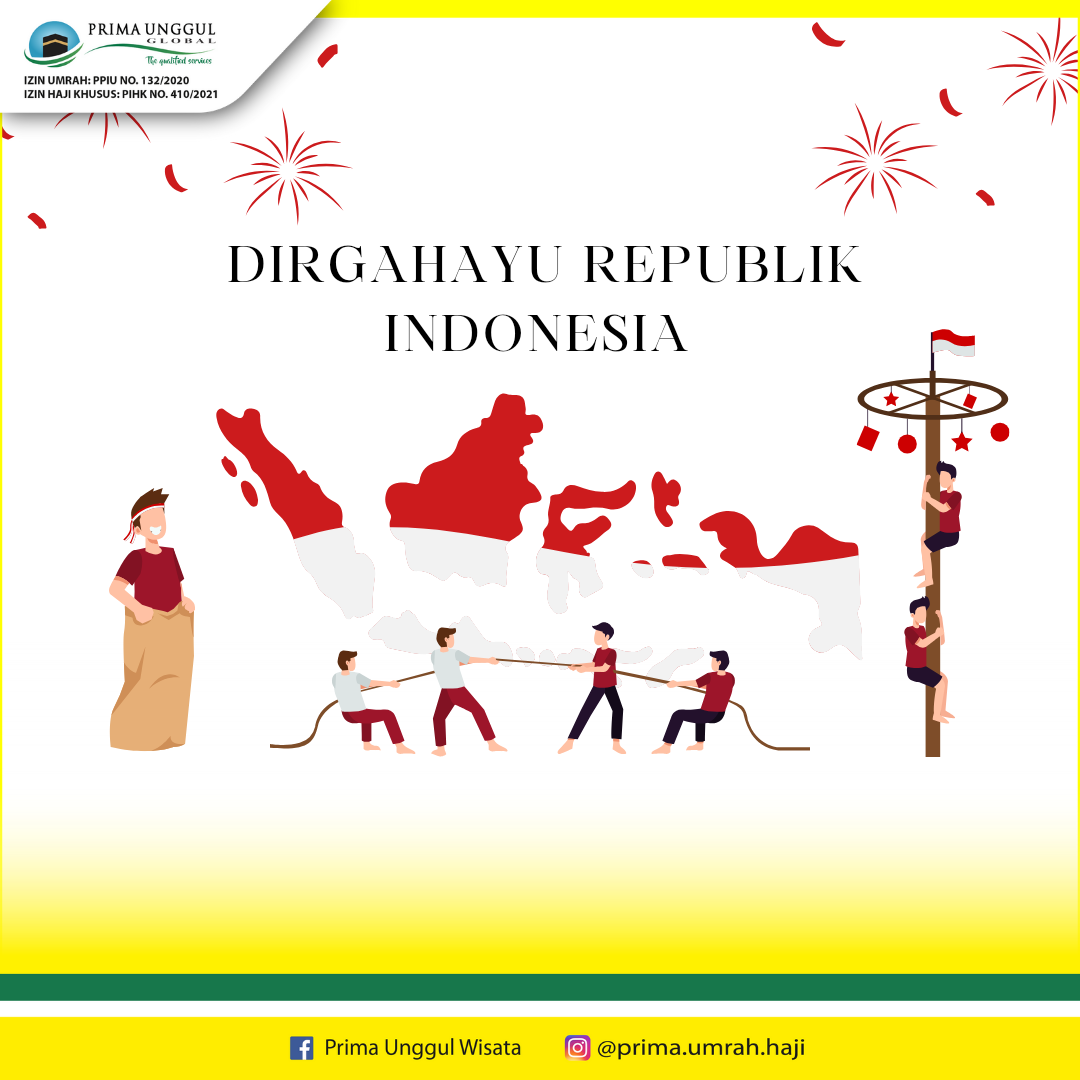 PRIMA UNGGUL
GLOBAL
The qualified services
IZIN UMRAH: PPIU NO. 132/2020
IZIN HAJI KHUSUS: PIHK NO. 410/2021
DIRGAHAYU REPUBLIK
INDONESIA
Prima Unggul Wisata
@prima.umrah.haji